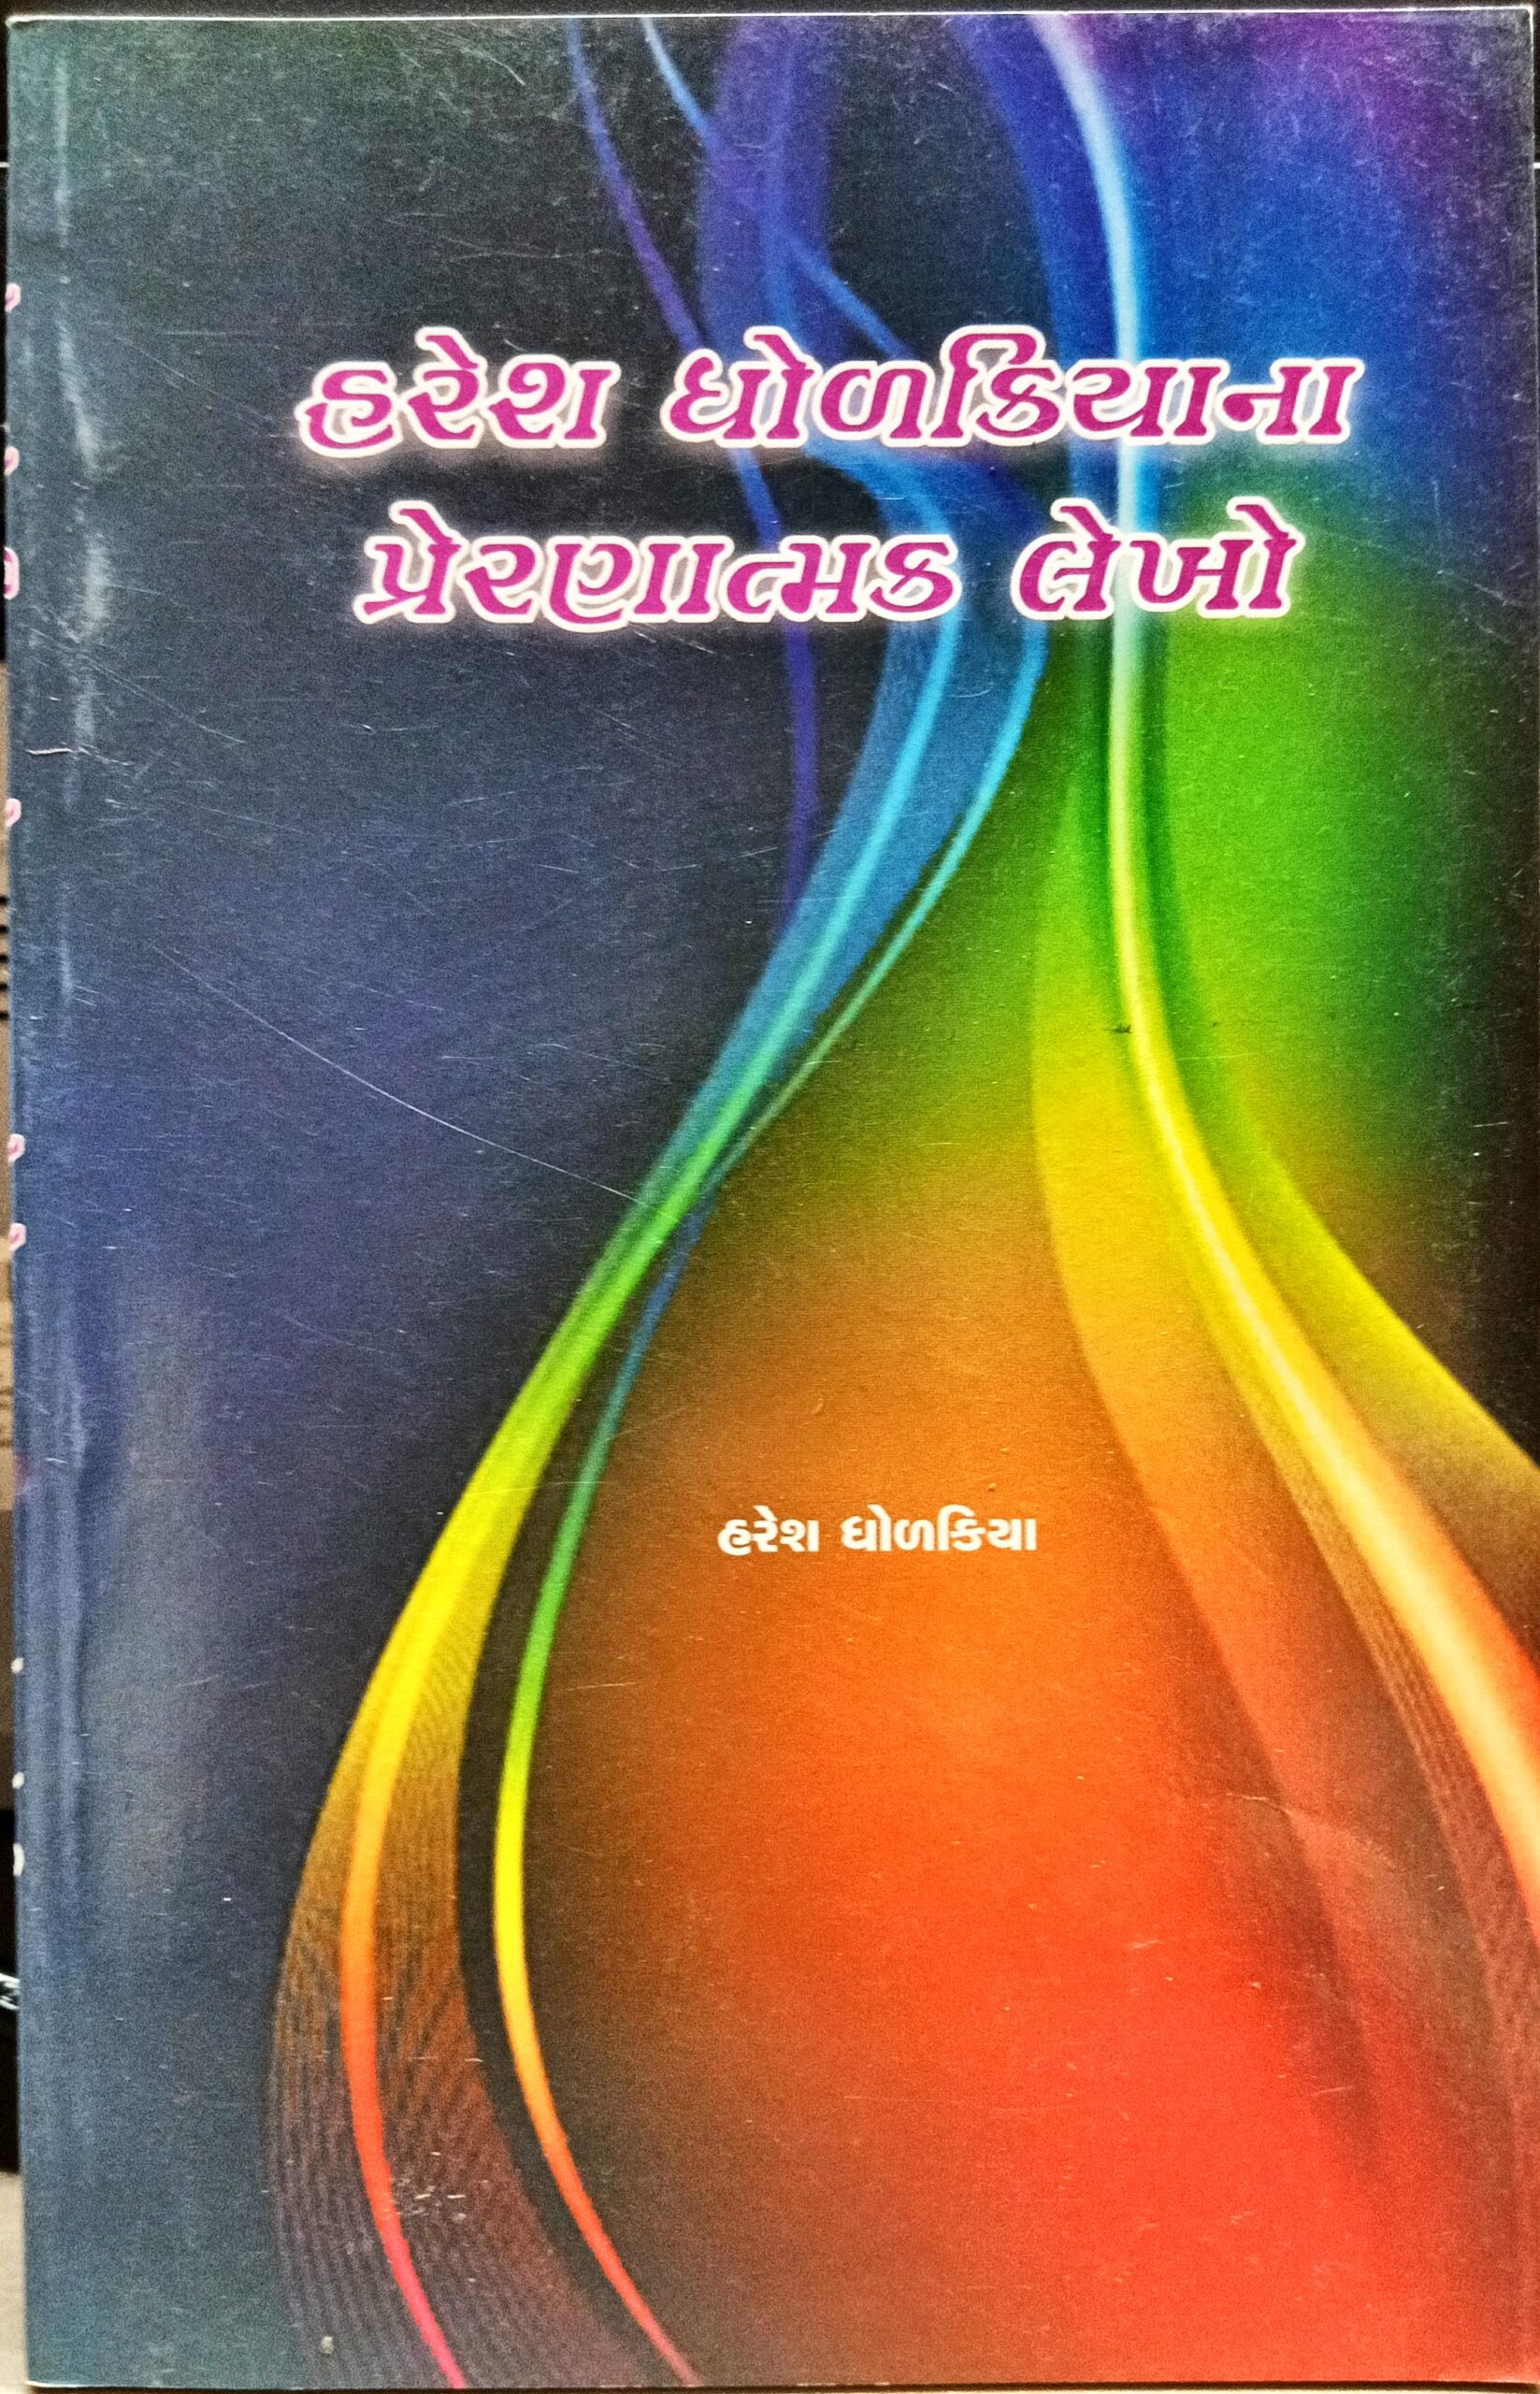 હરેશ ધોળકિયાના
પ્રેરણાત્મક લેખો
હરેશ ધોળકિયા